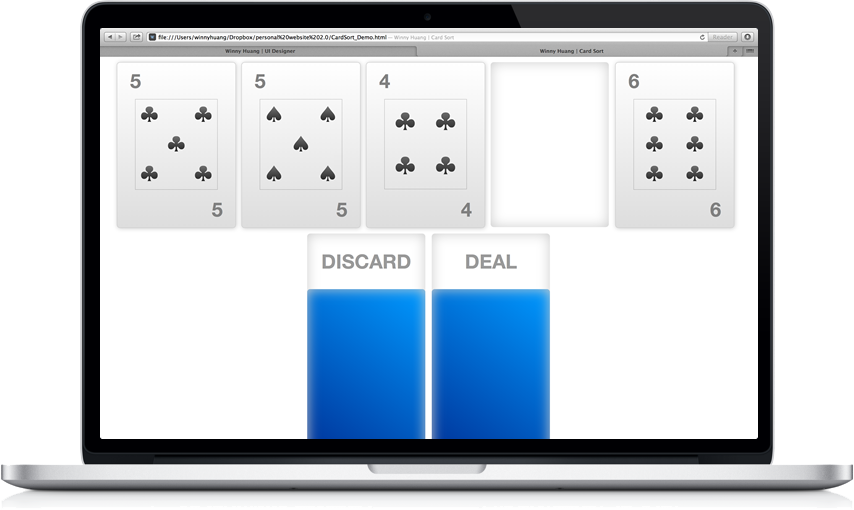 file:///Users/winnyhuang/Dropbox/personal%20website%202.0/CardSort_Demo.html — Winny Huang | Card Sort
Reader
Winny Huang | UI Designer
Winny Huang | Card Sort
5 5 4 6
5 5 4 6
DISCARD DEAL